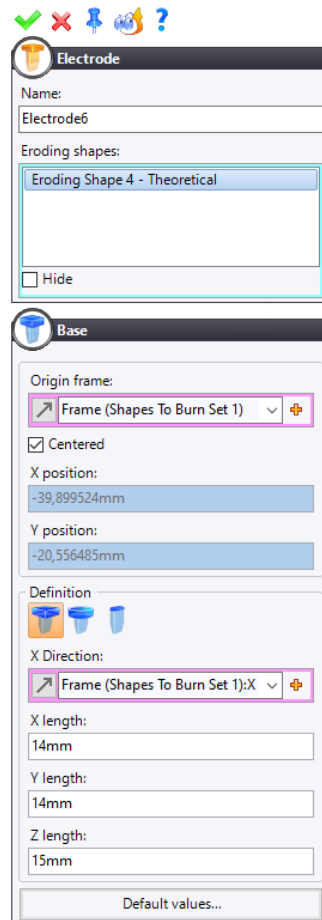 Electrode
Name:
Electrode6
Eroding shapes:
Eroding Shape 4 - Theoretical
Hide
Base
Origin frame:
Frame (Shapes To Burn Set 1)
Centered
X position:
-39,899524mm
Y position:
-20,556485mm
Definition
X Direction:
Frame (Shapes To Burn Set 1):X
X length:
14mm
Y length:
14mm
Z length:
15mm
Default values...